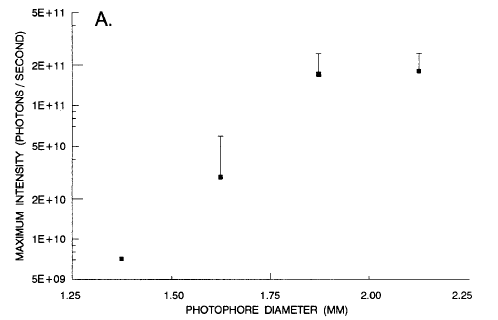 A.
5E+11
2E+11
1E+11
5E+10
2E+10
1E+10
5E+09
MAXIMUM INTENSITY (PHOTONS / SECOND)
1.25 1.50 1.75 2.00 2.25
PHOTOPHORE DIAMETER (MM)